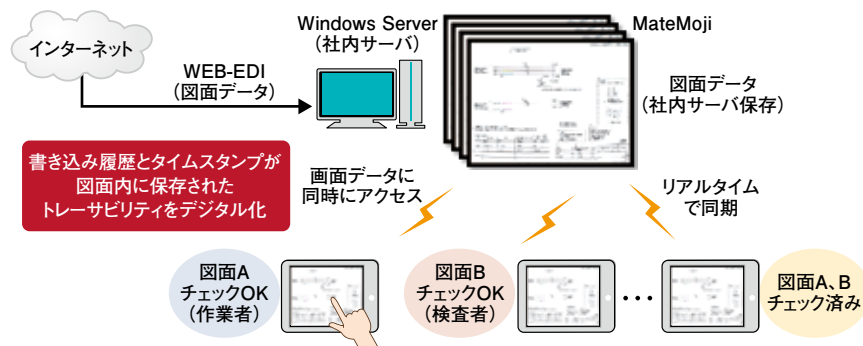 インターネット
WEB-EDI
(図面データ)
Windows Server
(社内サーバ)
MateMoji
図面データ
(社内サーバ保存)
書き込み履歴とタイムスタンプが
図面内に保存された
トレーサビリティをデジタル化
画面データに
同時にアクセス
リアルタイム
で同期
図面A
チェックOK
(作業者)
図面B
チェックOK
(検査者)
図面A、B
チェック済み